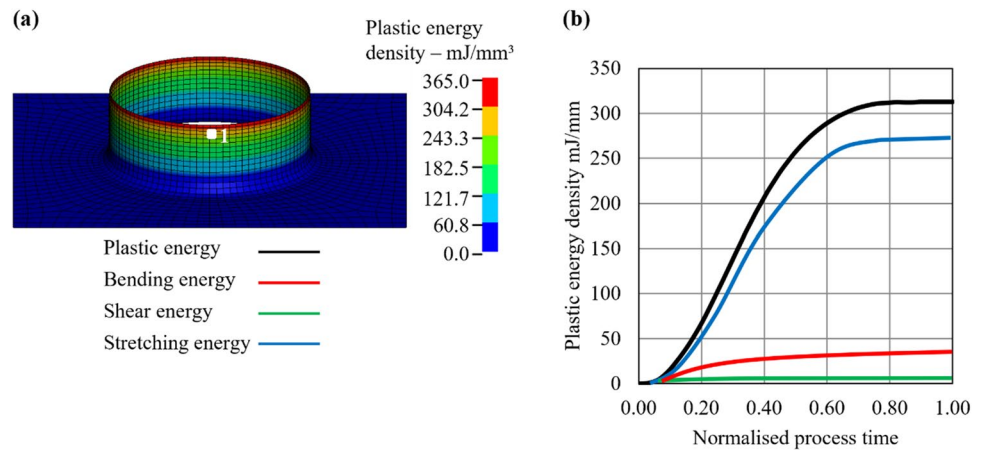 (a)
Plastic energy
density – mJ/mm³
365.0
304.2
243.3
182.5
121.7
60.8
0.0
1
Plastic energy
Bending energy
Shear energy
Stretching energy
(b)
Plastic energy density mJ/mm
350
300
250
200
150
100
50
0
0.00 0.20 0.40 0.60 0.80 1.00
Normalised process time